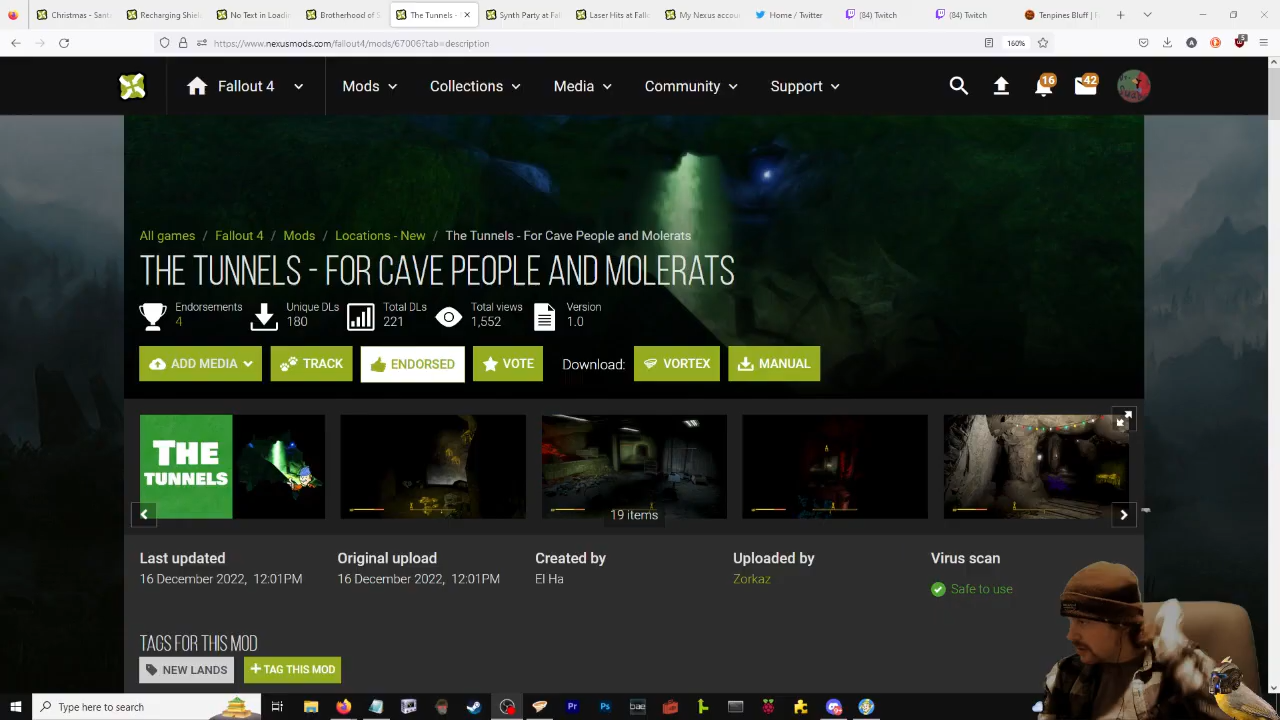 Christmas - Sant
Recharging Shiel
No Text in Loadin
Brotherhood of S
The Tunnels -
Synth Party at Fal
Laser Hits at Fallo
My Nexus accou
Home / Twitter
(84) Twitch
(84) Twitch
Tenpines Bluff | F
https://www.nexusmods.com/fallout4/mods/67006?tab=description
160%
5
Fallout 4
Mods
Collections
Media
Community
Support
16
42
All games / Fallout 4 / Mods / Locations - New / The Tunnels - For Cave People and Molerats
THE TUNNELS - FOR CAVE PEOPLE AND MOLERATS
Endorsements
4
Unique DLs
180
Total DLs
221
Total views
1,552
Version
1.0
ADD MEDIA
TRACK
ENDORSED
VOTE
Download:
VORTEX
MANUAL
THE
TUNNELS
19 items
Last updated
16 December 2022, 12:01PM
Original upload
16 December 2022, 12:01PM
Created by
El Ha
Uploaded by
Zorkaz
Virus scan
Safe to use
TAGS FOR THIS MOD
NEW LANDS
+ TAG THIS MOD
Type here to search
Pr
Ps
bae